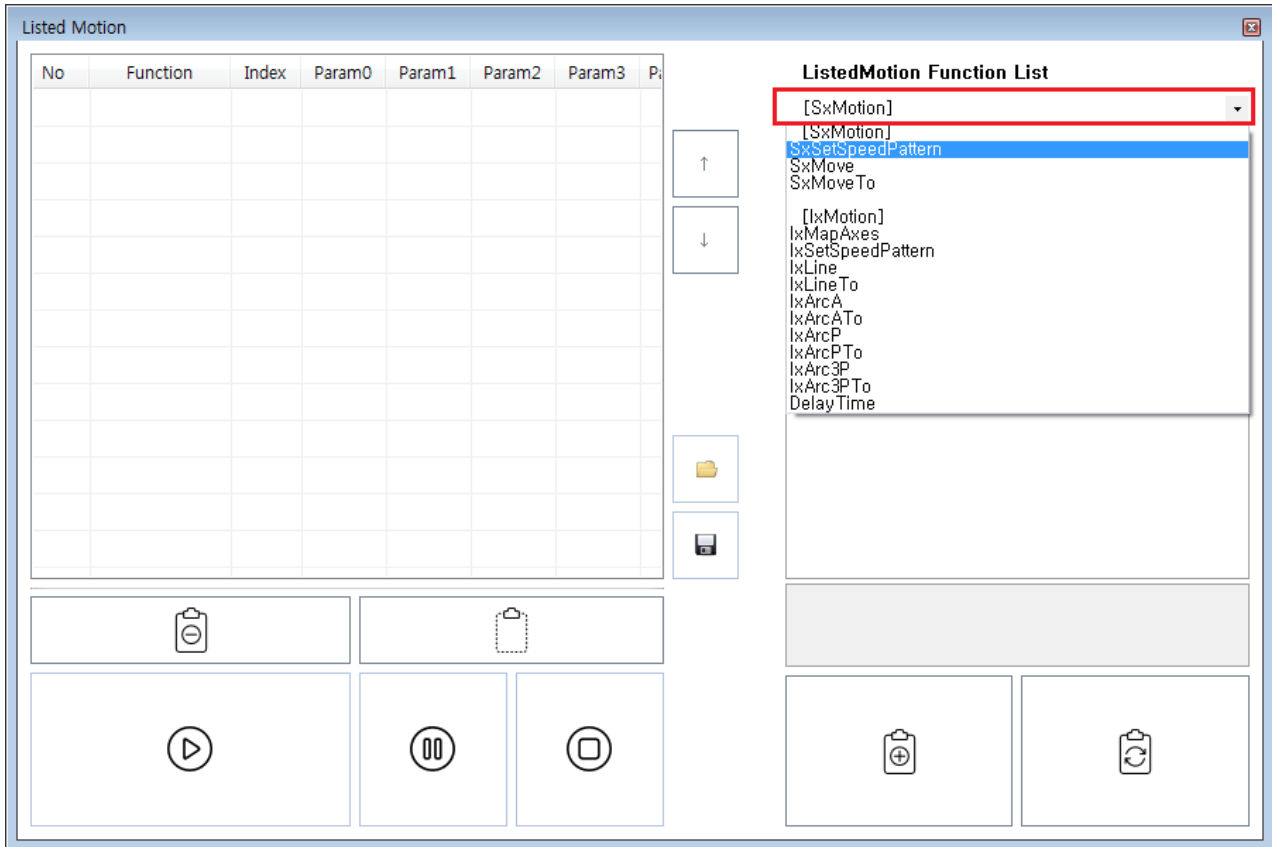 Listed Motion
No Function Index Param0 Param1 Param2 Param3
ListedMotion Function List
[SxMotion]
[SxMotion]
SxSetSpeedPattern
SxMove
SxMoveTo
[IxMotion]
IxMapAxes
IxSetSpeedPattern
IxLine
IxLineTo
IxArcA
IxArcATo
IxArcP
IxArcPTo
IxArc3P
IxArc3PTo
DelayTime
↑
↓